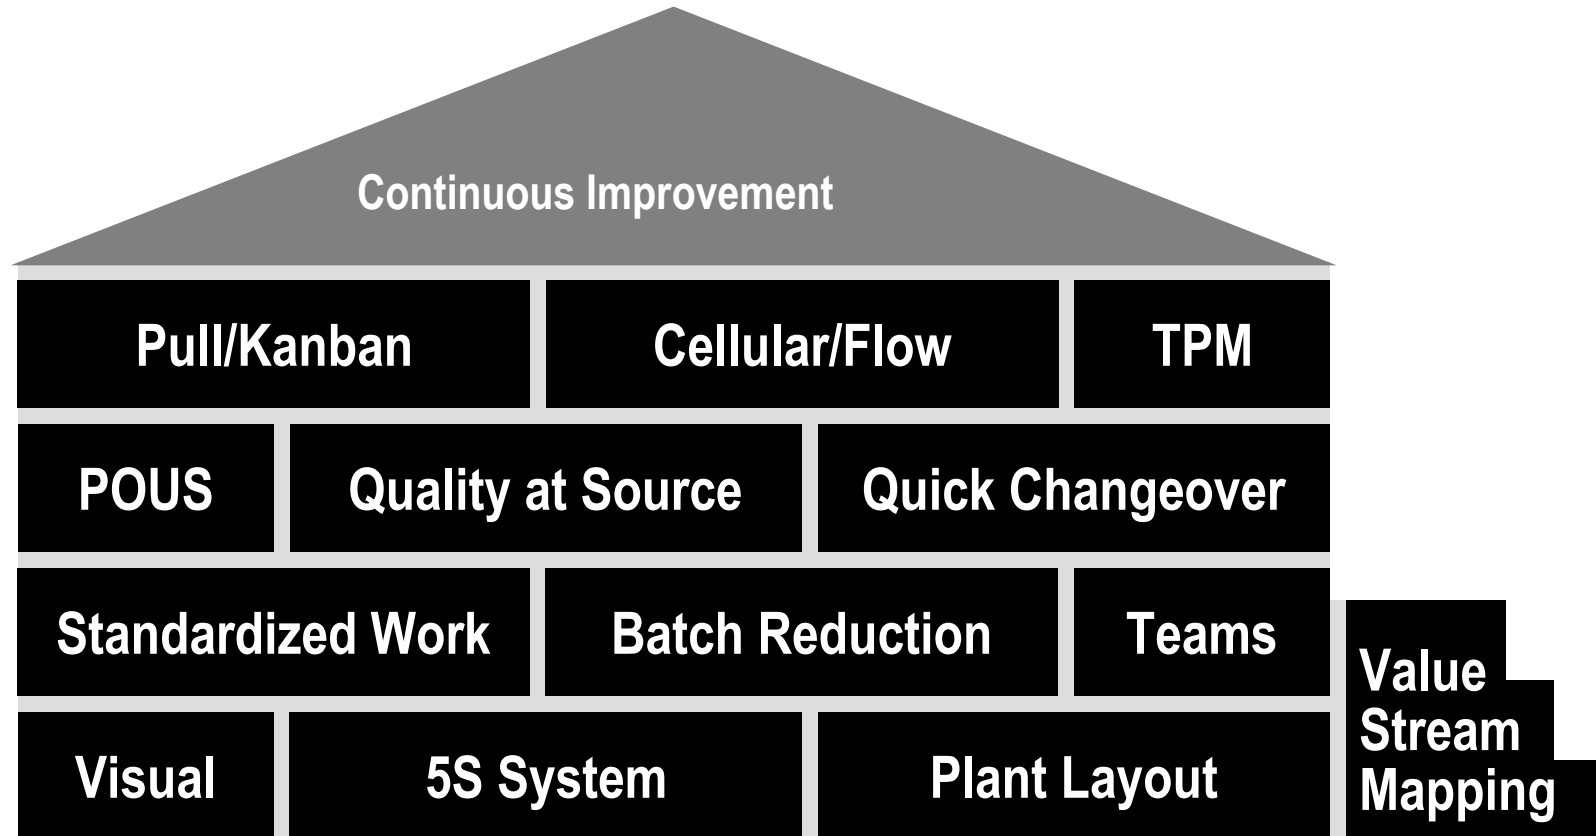 Continuous Improvement
Pull/Kanban
Cellular/Flow
TPM
POUS
Quality at Source
Quick Changeover
Standardized Work
Batch Reduction
Teams
Visual
5S System
Plant Layout
Value
Stream
Mapping